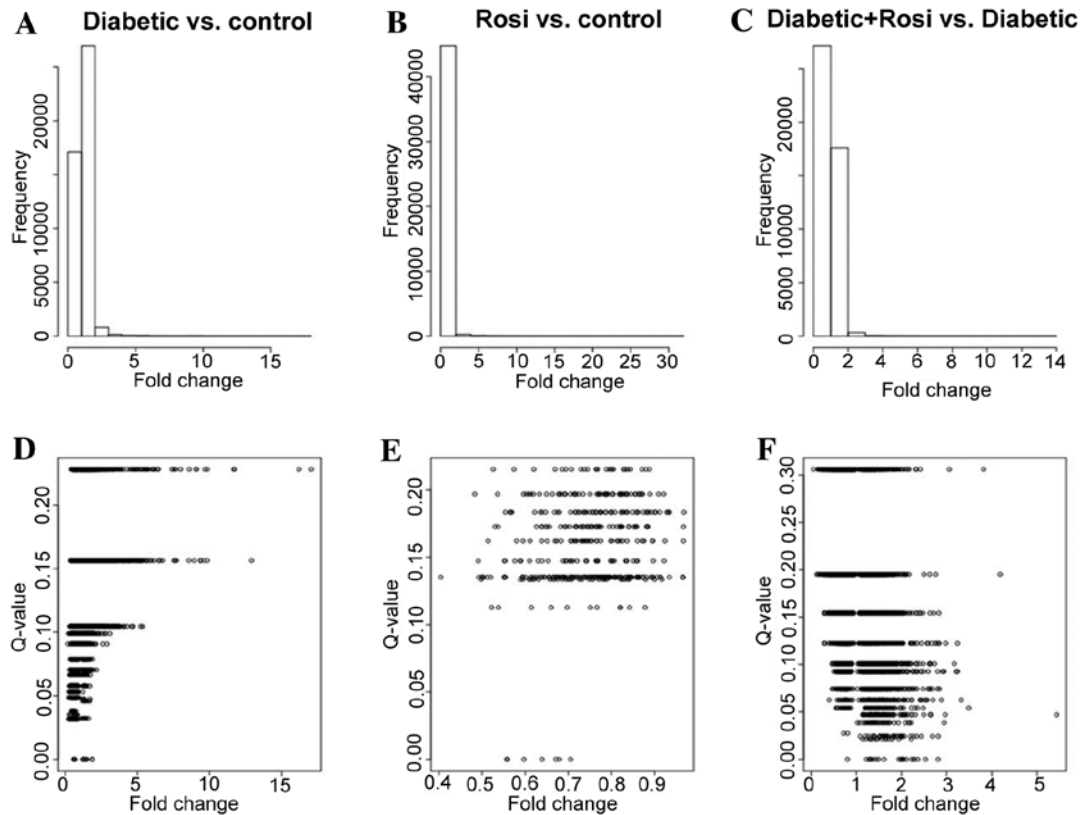 A Diabetic vs. control
B Rosi vs. control
C Diabetic+Rosi vs. Diabetic
Frequency
0 5000 10000 20000
0 5 10 15
Fold change
Frequency
0 10000 20000 30000 40000
0 5 10 15 20 25 30
Fold change
Frequency
0 5000 10000 20000
0 2 4 6 8 10 12 14
Fold change
D
Q-value
0.00 0.05 0.10 0.15 0.20
0 5 10 15
Fold change
E
Q-value
0.00 0.05 0.10 0.15 0.20
0.4 0.5 0.6 0.7 0.8 0.9
Fold change
F
Q-value
0.00 0.05 0.10 0.15 0.20 0.25 0.30
0 1 2 3 4 5
Fold change